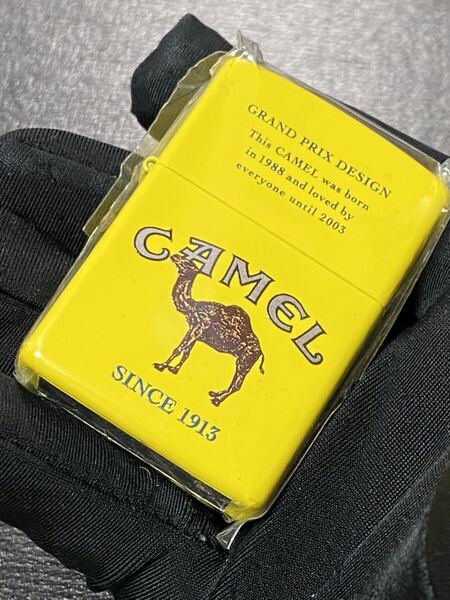 GRAND PRIX DESIGN
This CAMEL was born
in 1988 and loved by
everyone until 2003
CAMEL
SINCE 1913